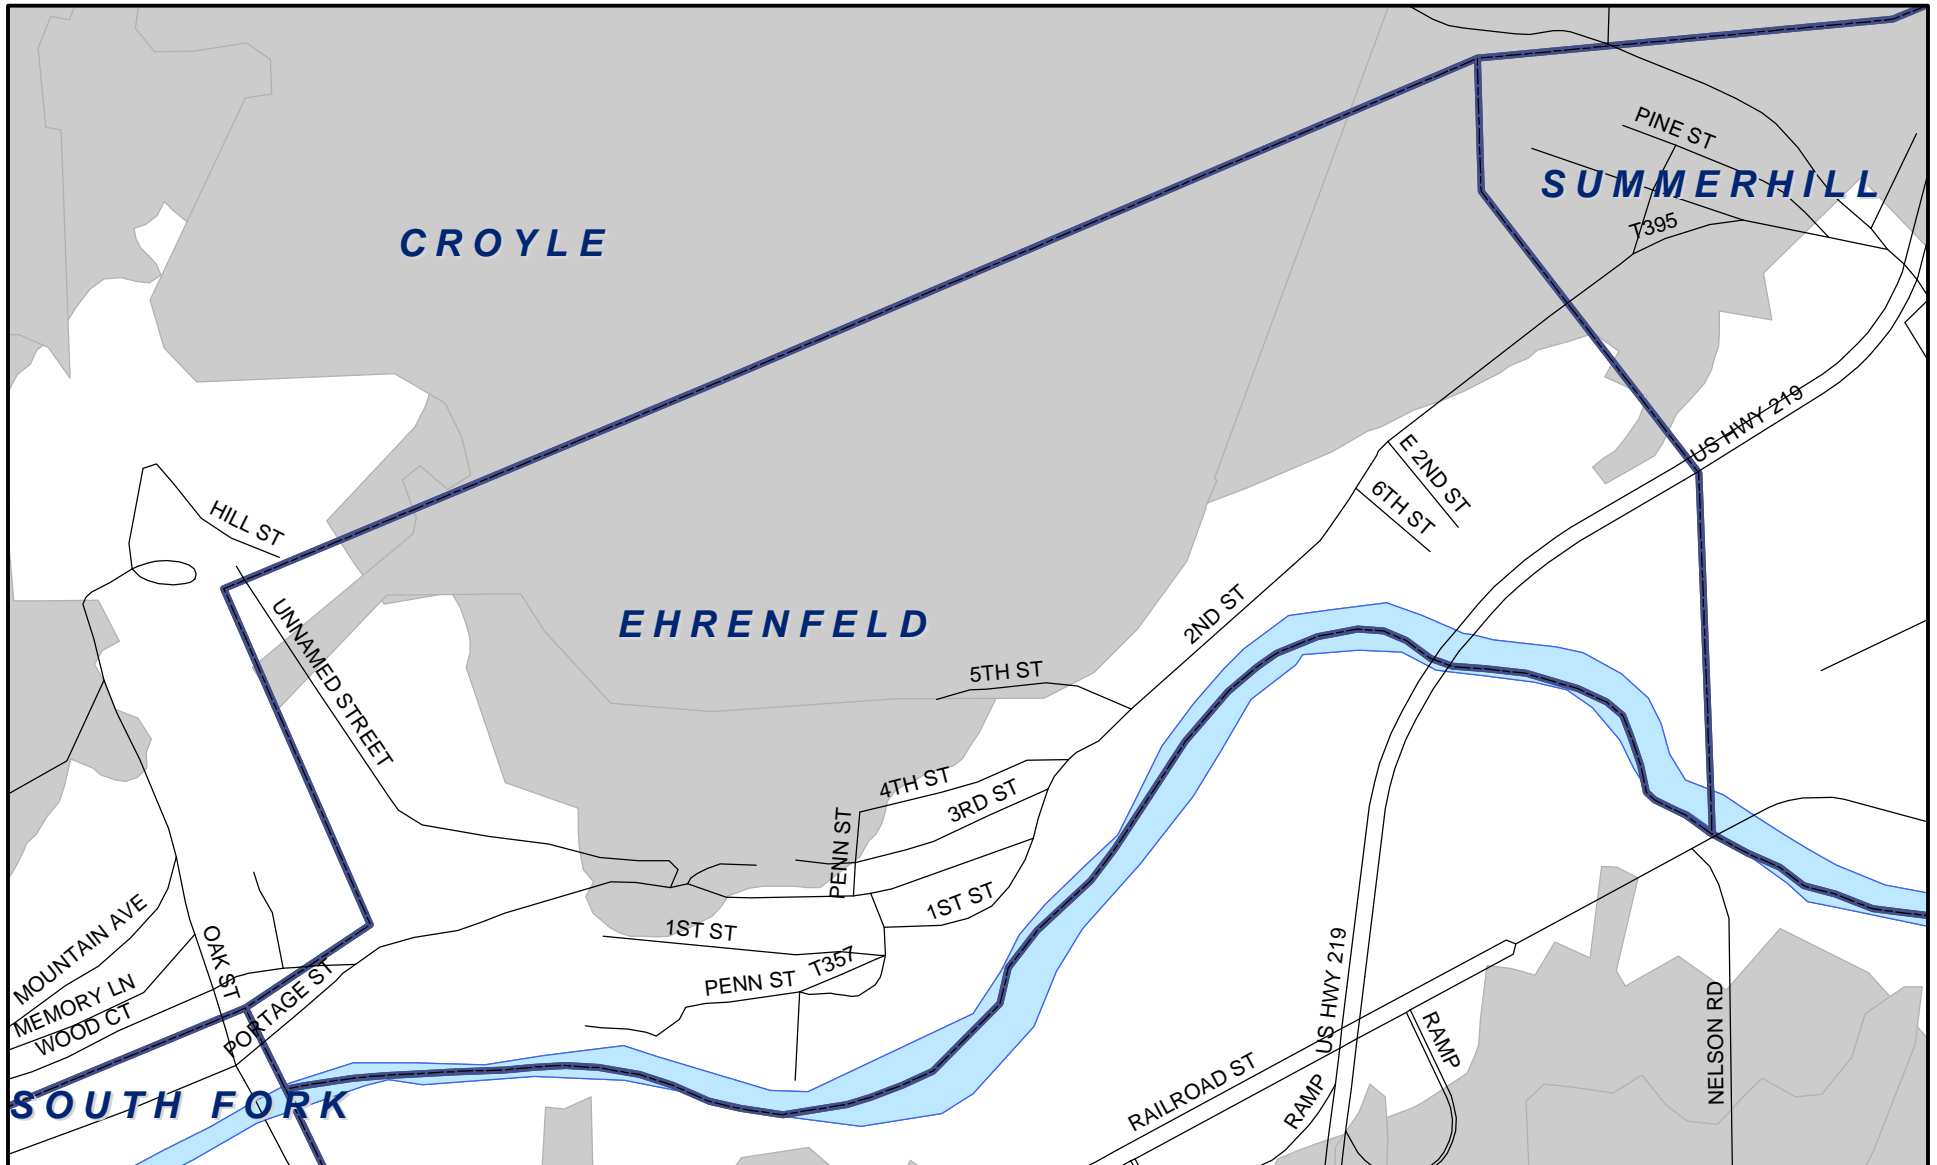 PINE ST
SUMMERHILL
T395
CROYLE
US HWY 219
E 2ND ST
6TH ST
HILL ST
UNNAMED STREET
EHRENFELD
2ND ST
5TH ST
4TH ST
3RD ST
PENN ST
1ST ST
1ST ST
T357
PENN ST
MOUNTAIN AVE
MEMORY LN
WOOD CT
OAK ST
PORTAGE ST
SOUTH FORK
US HWY 219
RAILROAD ST
RAMP
RAMP
NELSON RD